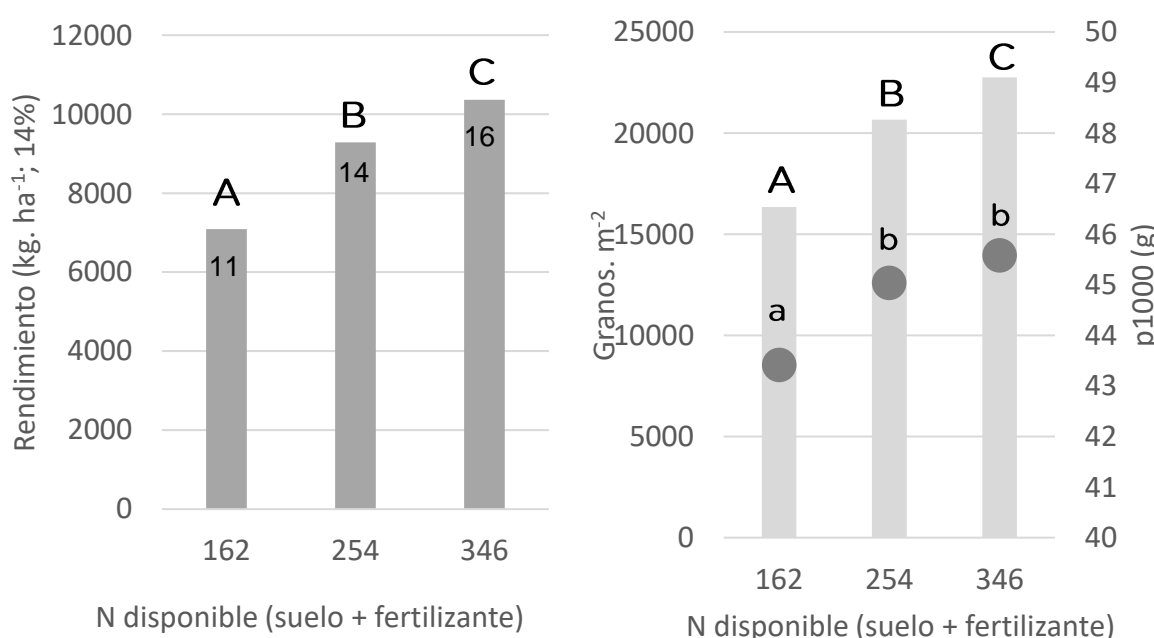 Rendimiento (kg. ha⁻¹; 14%)
12000
10000
8000
6000
4000
2000
0
A
B
C
11
14
16
162 254 346
N disponible (suelo + fertilizante)
Granos. m⁻²
25000
20000
15000
10000
5000
0
A
B
C
a
b
b
50
49
48
47
46
45
44
43
42
41
40
p1000 (g)
162 254 346
N disponible (suelo + fertilizante)